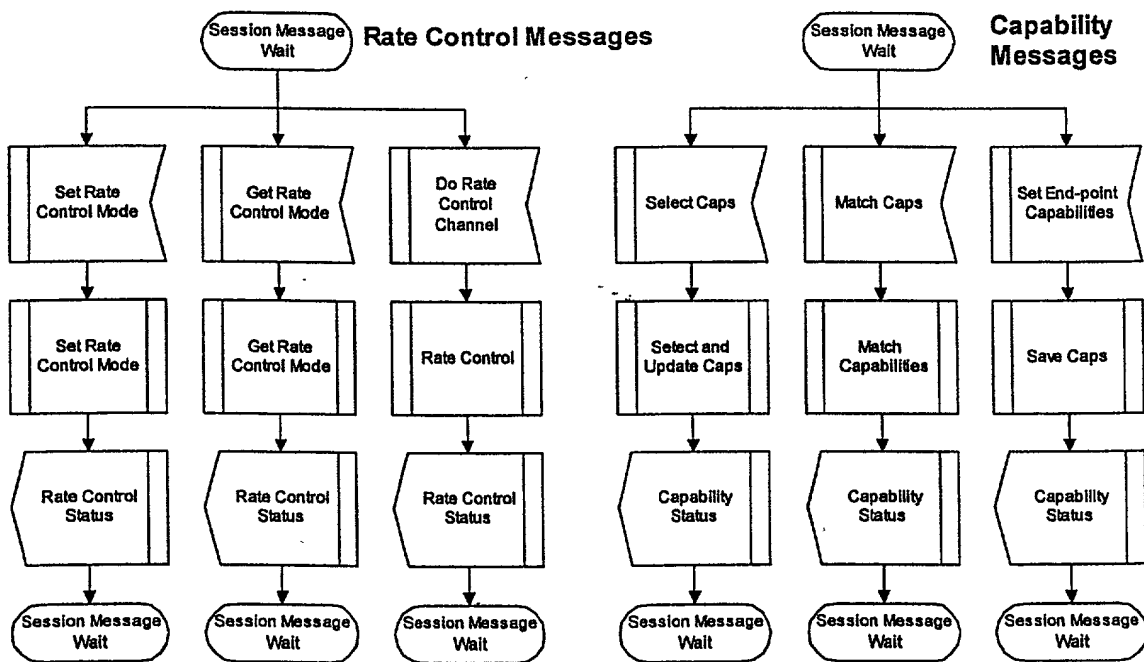 Session Message
Wait
Rate Control Messages
Session Message
Wait
Capability
Messages
Set Rate
Control Mode
Get Rate
Control Mode
Do Rate
Control
Channel
Select Caps
Match Caps
Set End-point
Capabilities
Set Rate
Control Mode
Get Rate
Control Mode
Rate Control
Select and
Update Caps
Match
Capabilities
Save Caps
Rate Control
Status
Rate Control
Status
Rate Control
Status
Capability
Status
Capability
Status
Capability
Status
Session Message
Wait
Session Message
Wait
Session Message
Wait
Session Message
Wait
Session Message
Wait
Session Message
Wait